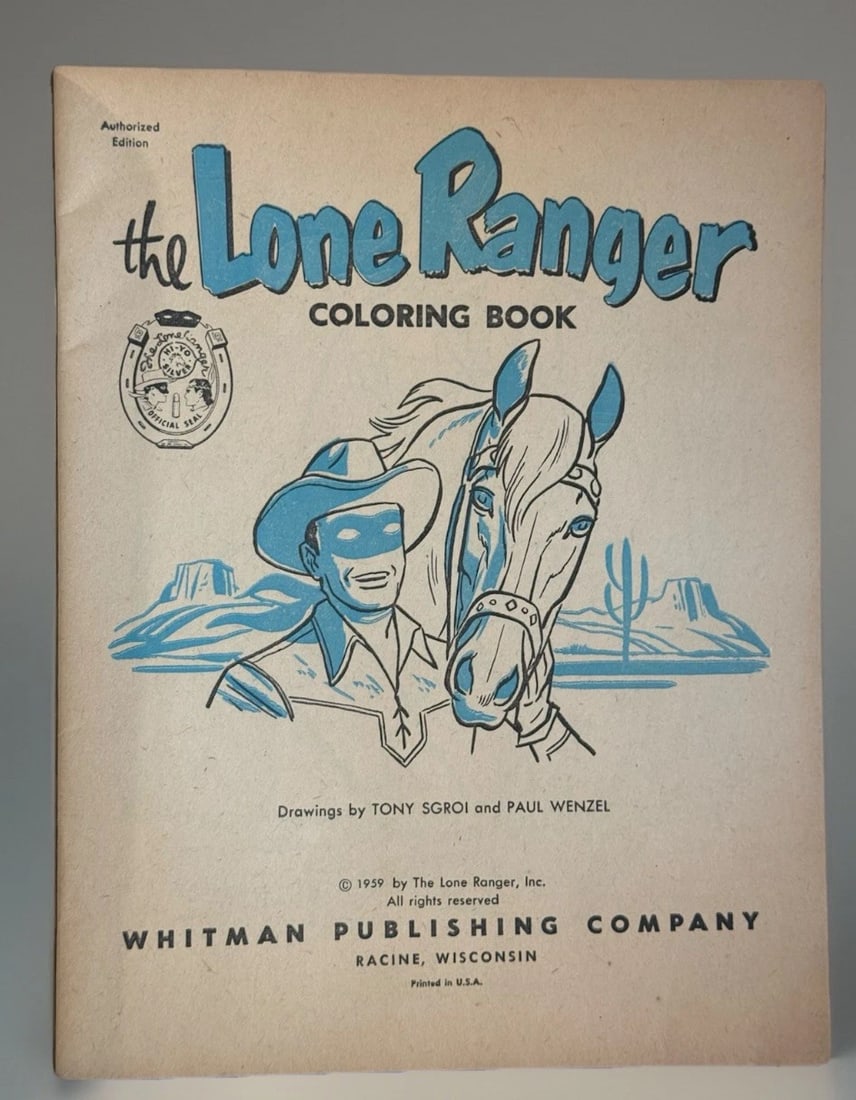 Authorized
Edition
the Lone Ranger
COLORING BOOK
The Lone Ranger
HI-YO
SILVER
OFFICIAL SEAL
Drawings by TONY SGROI and PAUL WENZEL
© 1959 by The Lone Ranger, Inc.
All rights reserved
WHITMAN PUBLISHING COMPANY
RACINE, WISCONSIN
Printed in U.S.A.